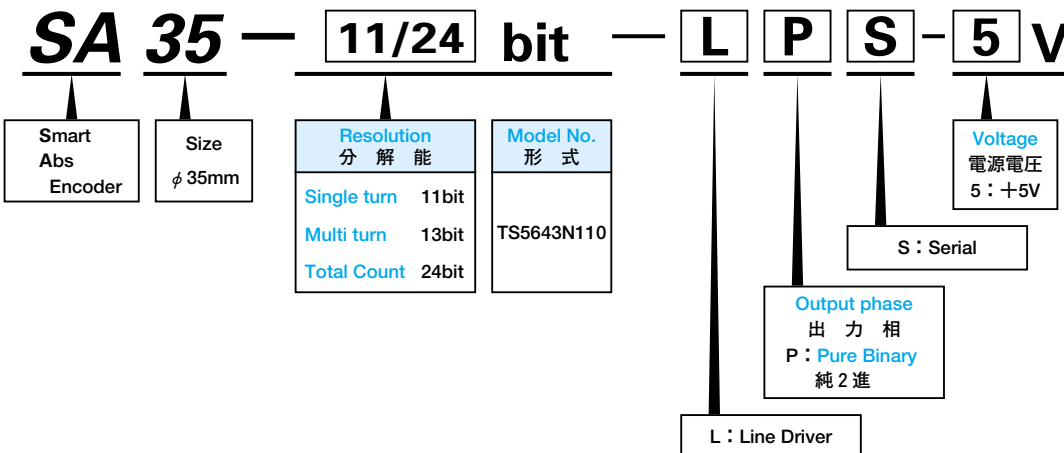 SA 35 — 11/24 bit — L P S - 5 V
Smart
Abs
Encoder
Size
φ 35mm
Resolution
分 解 能
Single turn 11bit
Multi turn 13bit
Total Count 24bit
Model No.
形 式
TS5643N110
Voltage
電源電圧
5：＋5V
S：Serial
Output phase
出 力 相
P：Pure Binary
純2進
L：Line Driver